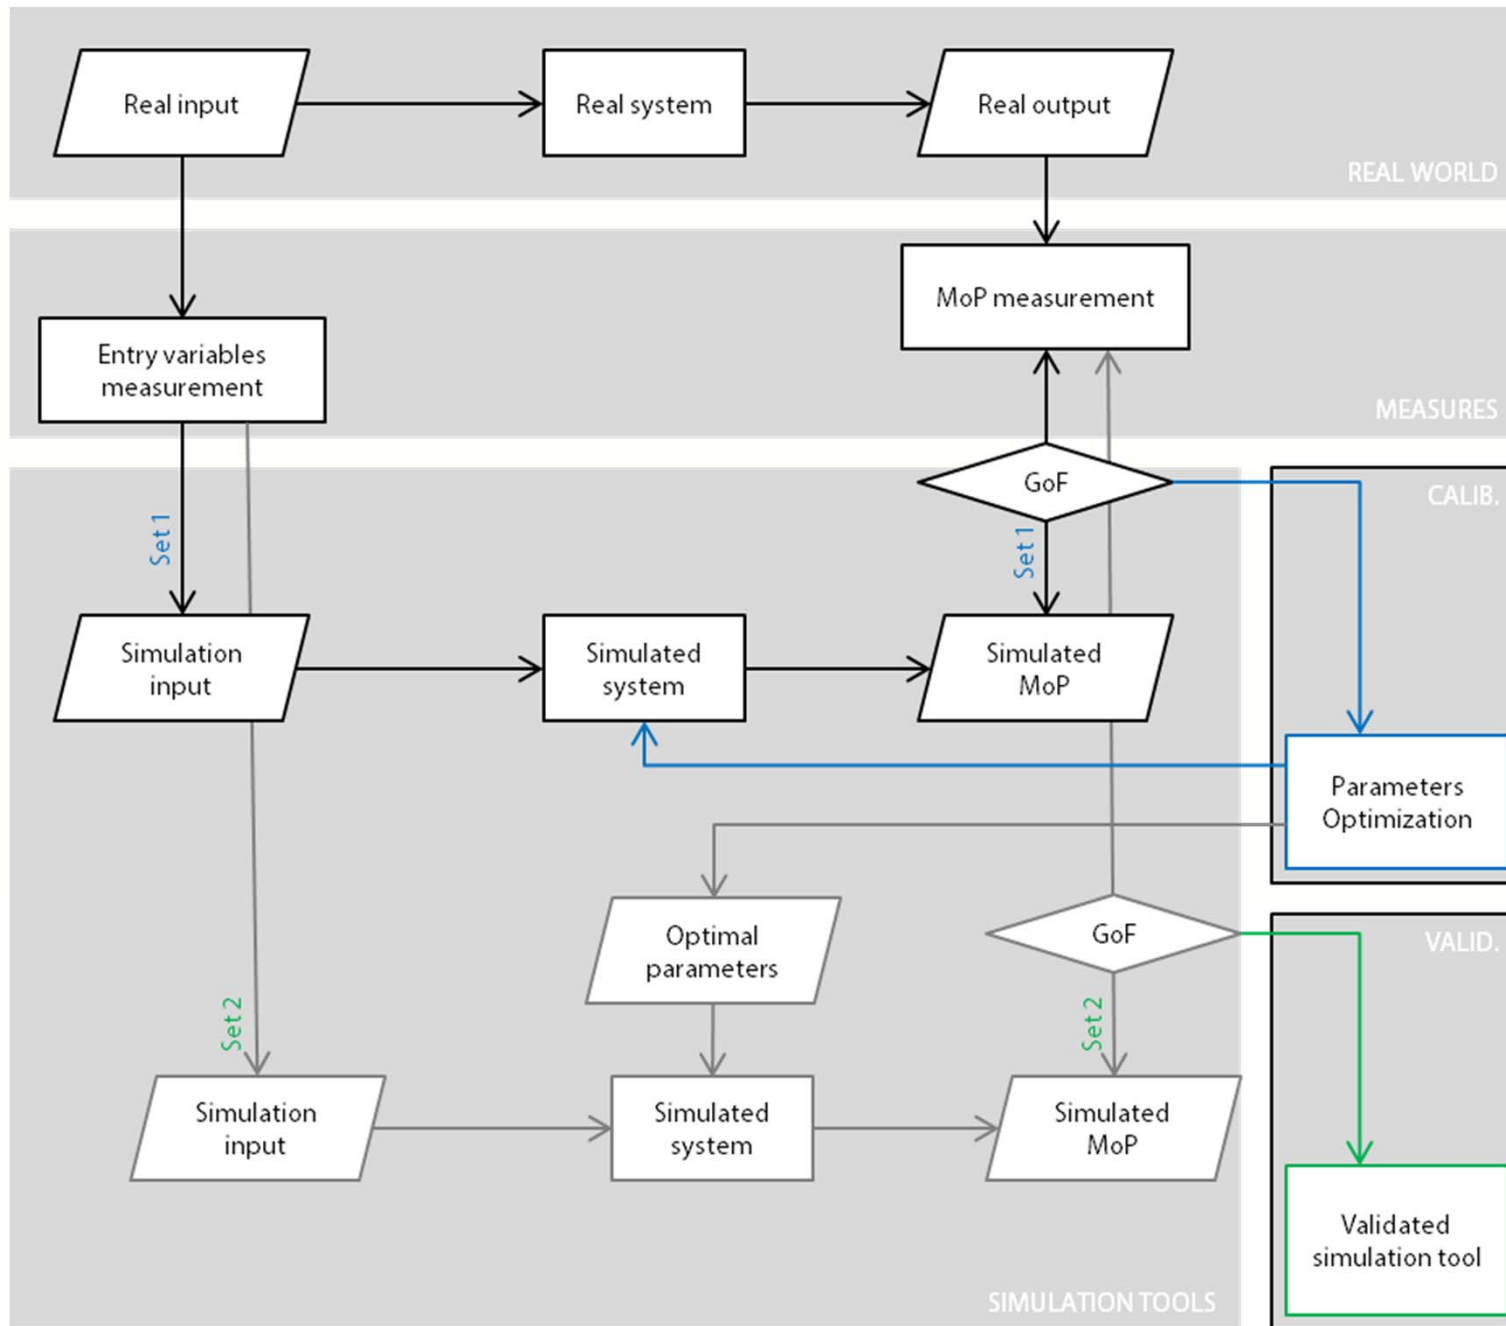 Real input
Real system
Real output
REAL WORLD
MoP measurement
Entry variables
measurement
MEASURES
GoF
CALIB.
Set 1
Set 1
Simulation
input
Simulated
system
Simulated
MoP
Parameters
Optimization
Optimal
parameters
GoF
VALID.
Set 2
Set 2
Simulation
input
Simulated
system
Simulated
MoP
Validated
simulation tool
SIMULATION TOOLS